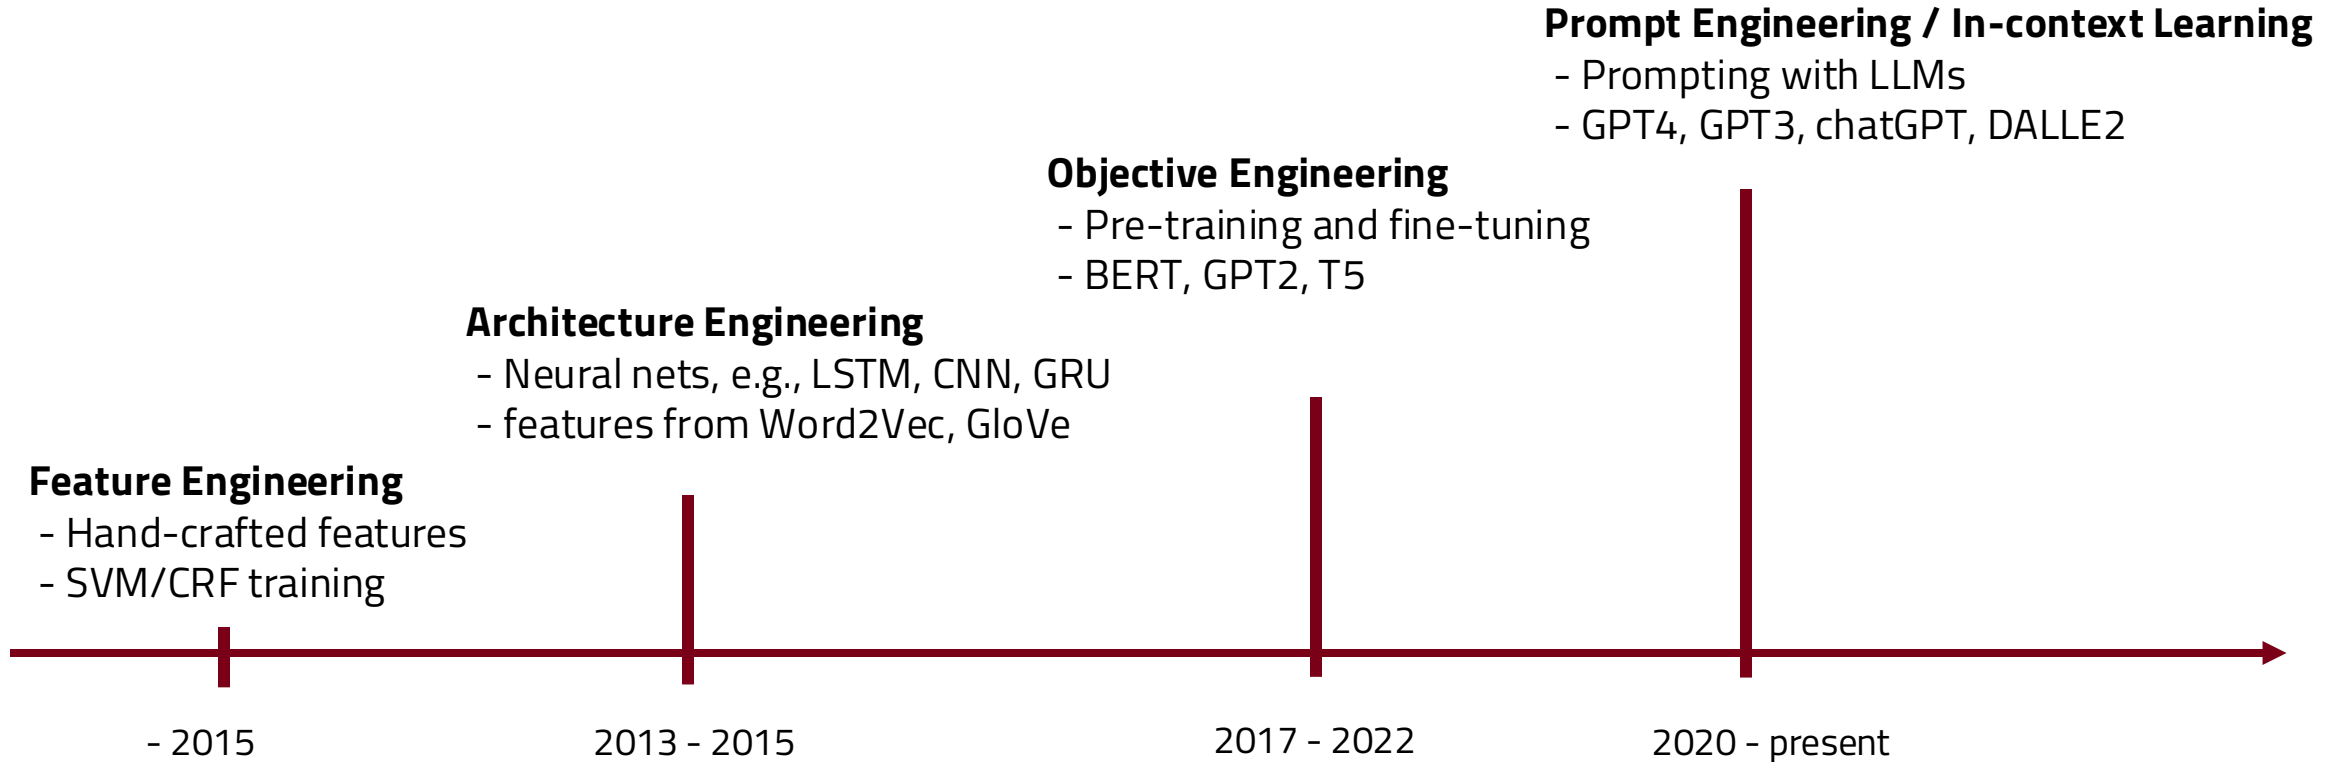 Prompt Engineering / In-context Learning
- Prompting with LLMs
- GPT4, GPT3, chatGPT, DALLE2
Objective Engineering
- Pre-training and fine-tuning
- BERT, GPT2, T5
Architecture Engineering
- Neural nets, e.g., LSTM, CNN, GRU
- features from Word2Vec, GloVe
Feature Engineering
- Hand-crafted features
- SVM/CRF training
- 2015
2013 - 2015
2017 - 2022
2020 - present